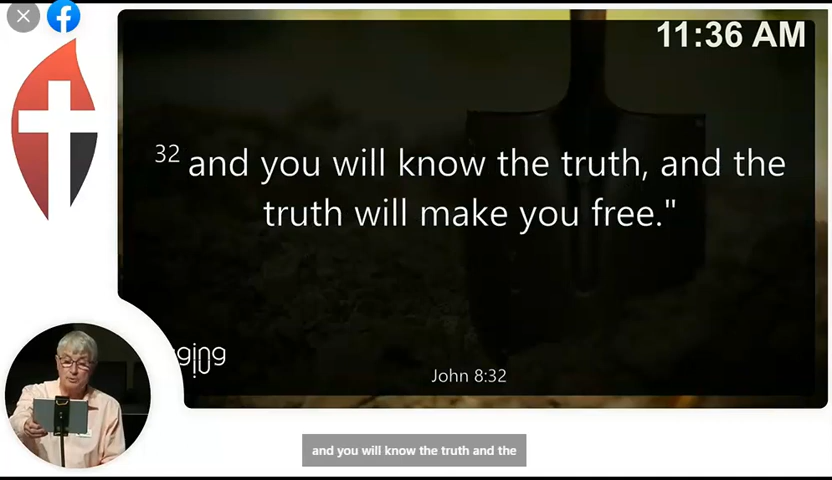 11:36 AM
32 and you will know the truth, and the
truth will make you free."
John 8:32
and you will know the truth and the